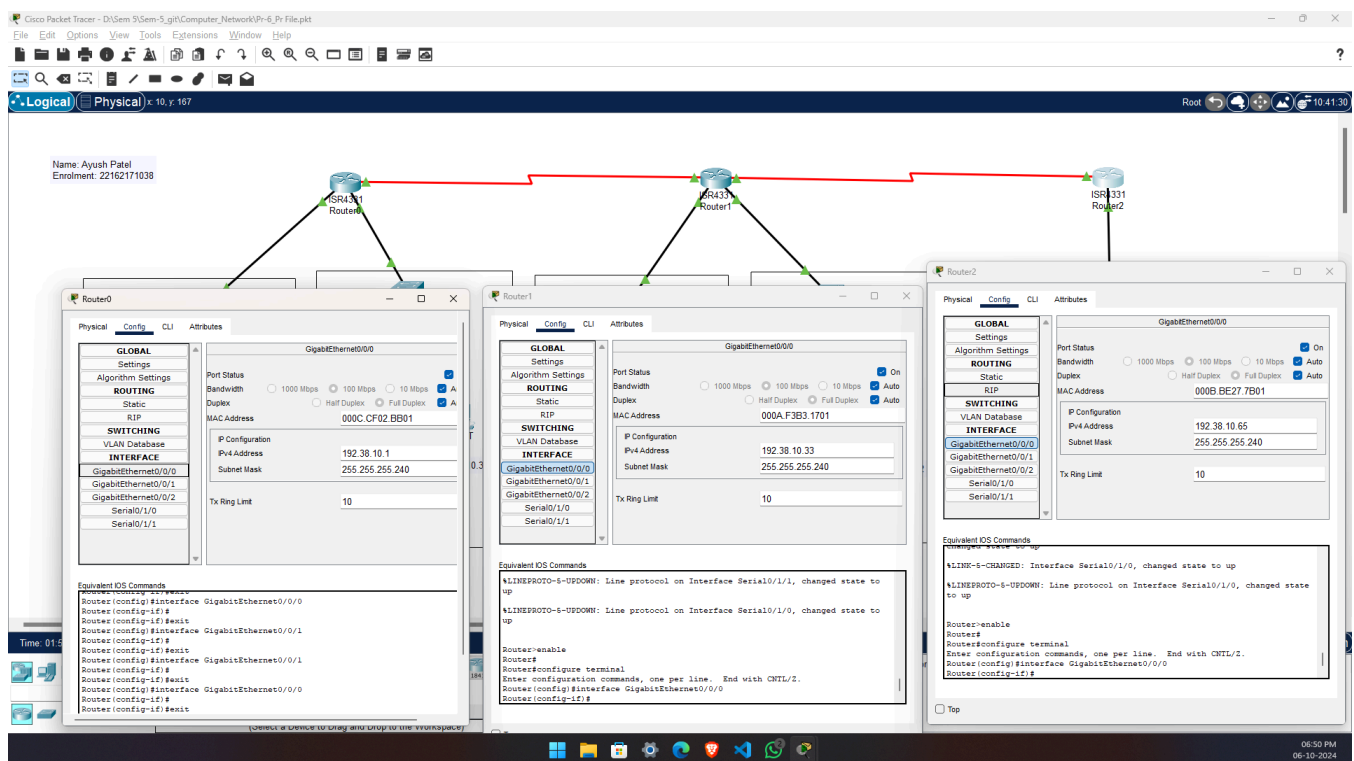 Cisco Packet Tracer - D:\Sem 5\Sem-5_git\Computer_Network\Pr-6_Pr File.pkt
File Edit Options View Tools Extensions Window Help
?
Logical Physical x: 10, y: 167
Root 10:41:30
Name: Ayush Patel
Enrolment: 22162171038
ISR4331
Router0
ISR4331
Router1
ISR4331
Router2
Router0
Physical Config CLI Attributes
GLOBAL
Settings
Algorithm Settings
ROUTING
Static
RIP
SWITCHING
VLAN Database
INTERFACE
GigabitEthernet0/0/0
GigabitEthernet0/0/1
GigabitEthernet0/0/2
Serial0/1/0
Serial0/1/1
GigabitEthernet0/0/0
Port Status
Bandwidth 1000 Mbps 100 Mbps 10 Mbps
Duplex Half Duplex Full Duplex
MAC Address 000C.CF02.BB01
IP Configuration
IPv4 Address 192.38.10.1
Subnet Mask 255.255.255.240
Tx Ring Limit 10
Equivalent IOS Commands
Router(config-if)#exit
Router(config)#interface GigabitEthernet0/0/0
Router(config-if)#
Router(config-if)#exit
Router(config)#interface GigabitEthernet0/0/1
Router(config-if)#
Router(config-if)#exit
Router(config)#interface GigabitEthernet0/0/1
Router(config-if)#
Router(config-if)#exit
Router(config)#interface GigabitEthernet0/0/0
Router(config-if)#
Router(config-if)#exit
Router1
Physical Config CLI Attributes
GLOBAL
Settings
Algorithm Settings
ROUTING
Static
RIP
SWITCHING
VLAN Database
INTERFACE
GigabitEthernet0/0/0
GigabitEthernet0/0/1
GigabitEthernet0/0/2
Serial0/1/0
Serial0/1/1
GigabitEthernet0/0/0
Port Status On
Bandwidth 1000 Mbps 100 Mbps 10 Mbps Auto
Duplex Half Duplex Full Duplex Auto
MAC Address 000A.F3B3.1701
IP Configuration
IPv4 Address 192.38.10.33
Subnet Mask 255.255.255.240
Tx Ring Limit 10
Equivalent IOS Commands
%LINEPROTO-5-UPDOWN: Line protocol on Interface Serial0/1/1, changed state to
up
%LINEPROTO-5-UPDOWN: Line protocol on Interface Serial0/1/0, changed state to
up
Router>enable
Router#
Router#configure terminal
Enter configuration commands, one per line. End with CNTL/Z.
Router(config)#interface GigabitEthernet0/0/0
Router(config-if)#
Router2
Physical Config CLI Attributes
GLOBAL
Settings
Algorithm Settings
ROUTING
Static
RIP
SWITCHING
VLAN Database
INTERFACE
GigabitEthernet0/0/0
GigabitEthernet0/0/1
GigabitEthernet0/0/2
Serial0/1/0
Serial0/1/1
GigabitEthernet0/0/0
Port Status On
Bandwidth 1000 Mbps 100 Mbps 10 Mbps Auto
Duplex Half Duplex Full Duplex Auto
MAC Address 000B.BE27.7B01
IP Configuration
IPv4 Address 192.38.10.65
Subnet Mask 255.255.255.240
Tx Ring Limit 10
Equivalent IOS Commands
changed state to up
%LINK-5-CHANGED: Interface Serial0/1/0, changed state to up
%LINEPROTO-5-UPDOWN: Line protocol on Interface Serial0/1/0, changed state
to up
Router>enable
Router#
Router#configure terminal
Enter configuration commands, one per line. End with CNTL/Z.
Router(config)#interface GigabitEthernet0/0/0
Router(config-if)#
Top
Time: 01:5
(Select a Device to Drag and Drop to the Workspace)
06:50 PM
06-10-2024